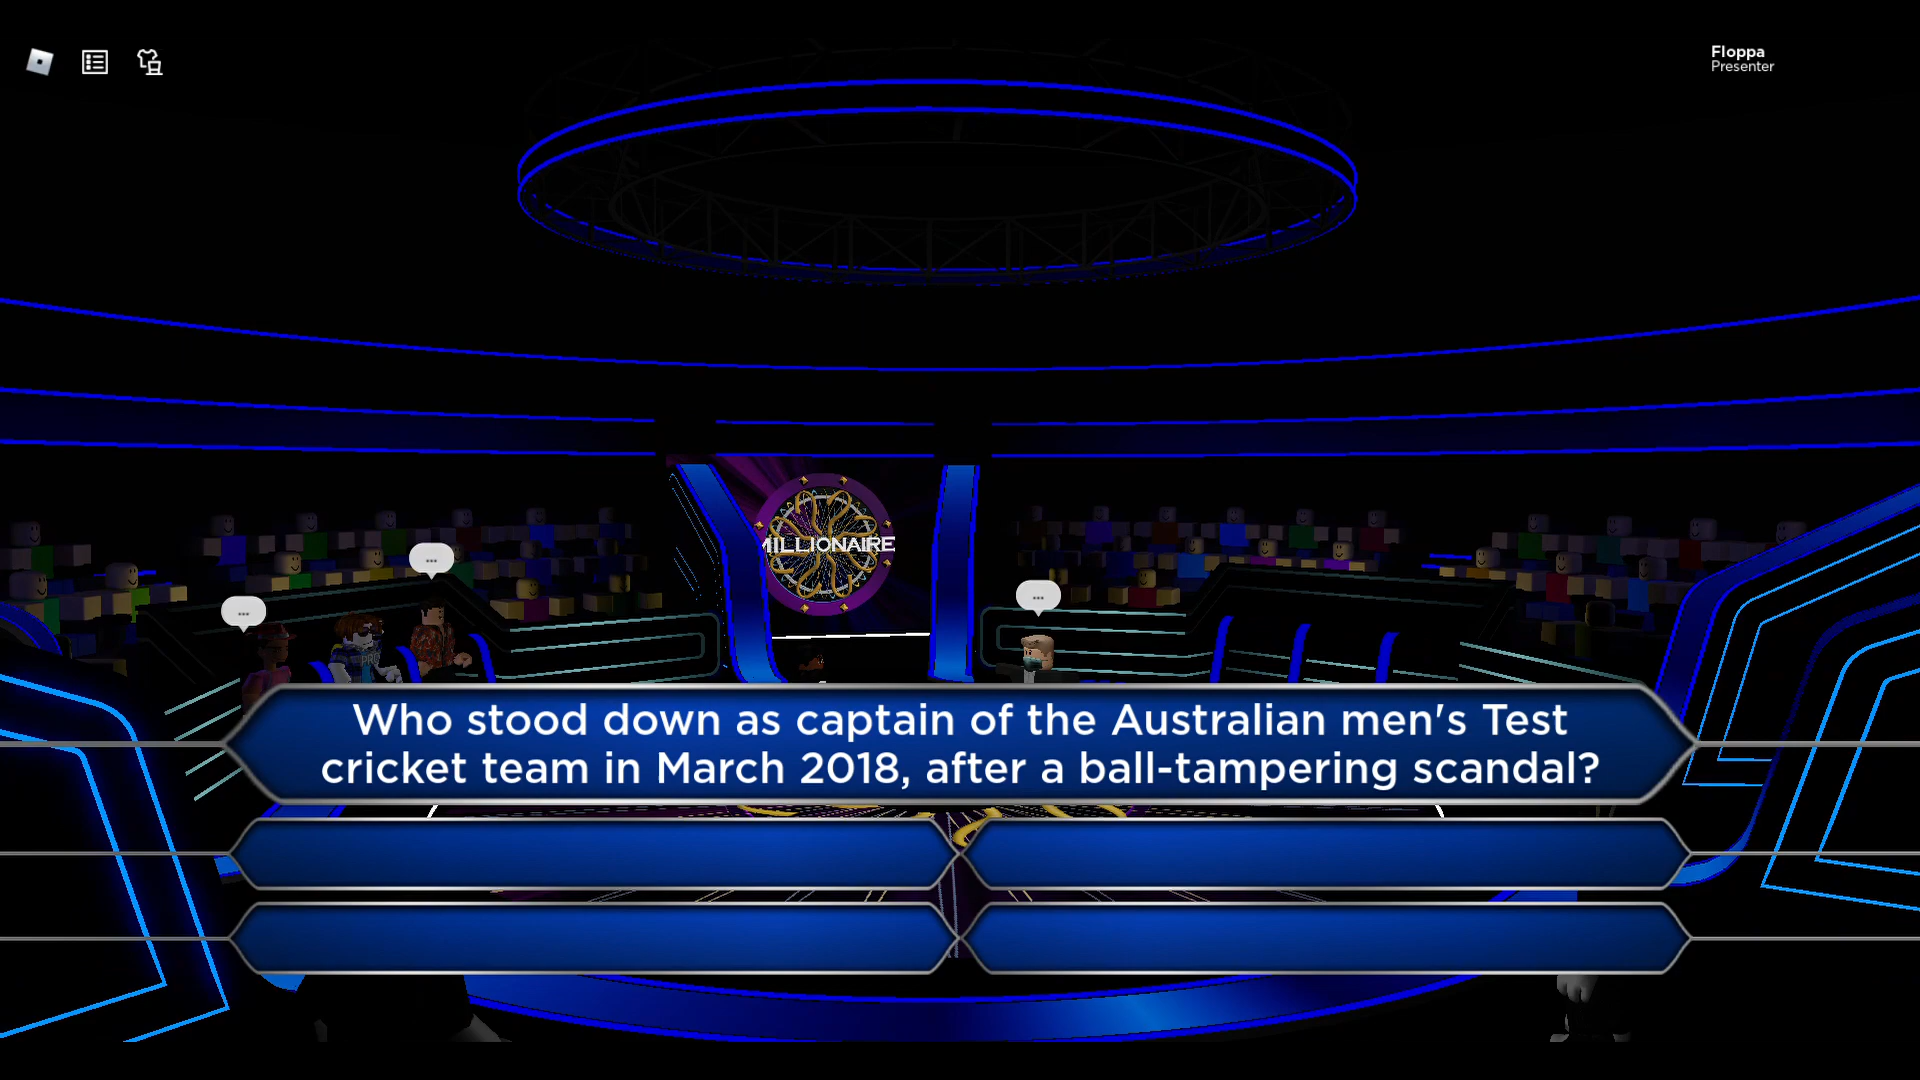 Floppa
Presenter
...
...
...
MILLIONAIRE
Who stood down as captain of the Australian men's Test
cricket team in March 2018, after a ball-tampering scandal?